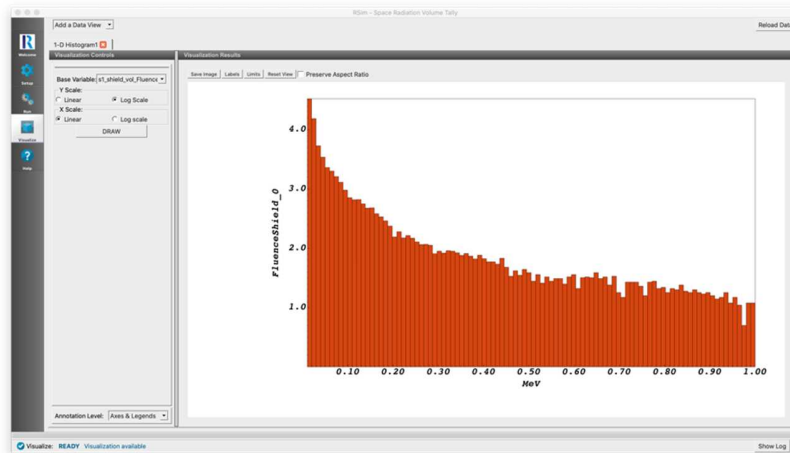 RSim - Space Radiation Volume Tally
Add a Data View
Reload Data
1-D Histogram1
Visualization Controls
Visualization Results
Welcome
Setup
Run
Visualize
Help
Base Variable: s1_shield_vol_Fluence
Y Scale:
Linear Log Scale
X Scale:
Linear Log scale
DRAW
Save Image Labels Limits Reset View Preserve Aspect Ratio
FluenceShield_0
4.0
3.0
2.0
1.0
0.10 0.20 0.30 0.40 0.50 0.60 0.70 0.80 0.90 1.00
MeV
Annotation Level: Axes & Legends
Visualize: READY Visualization available
Show Log